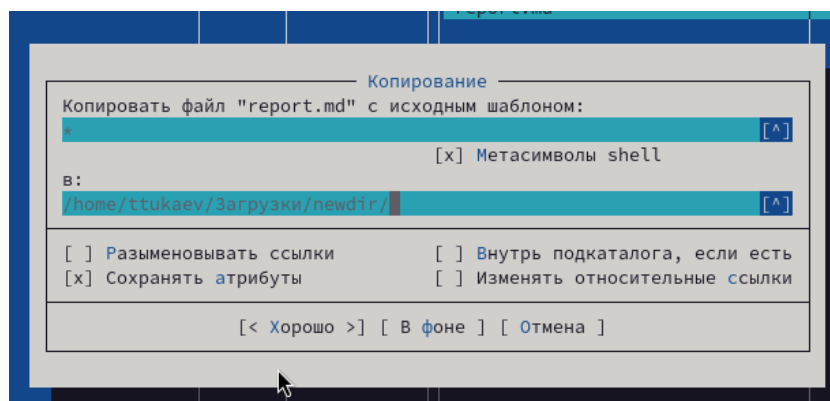 report.md
Копирование
Копировать файл "report.md" с исходным шаблоном:
*
[^]
[x] Метасимволы shell
в:
/home/ttukaev/Загрузки/newdir/
[^]
[ ] Разыменовывать ссылки
[ ] Внутрь подкаталога, если есть
[x] Сохранять атрибуты
[ ] Изменять относительные ссылки
[< Хорошо >] [ В фоне ] [ Отмена ]